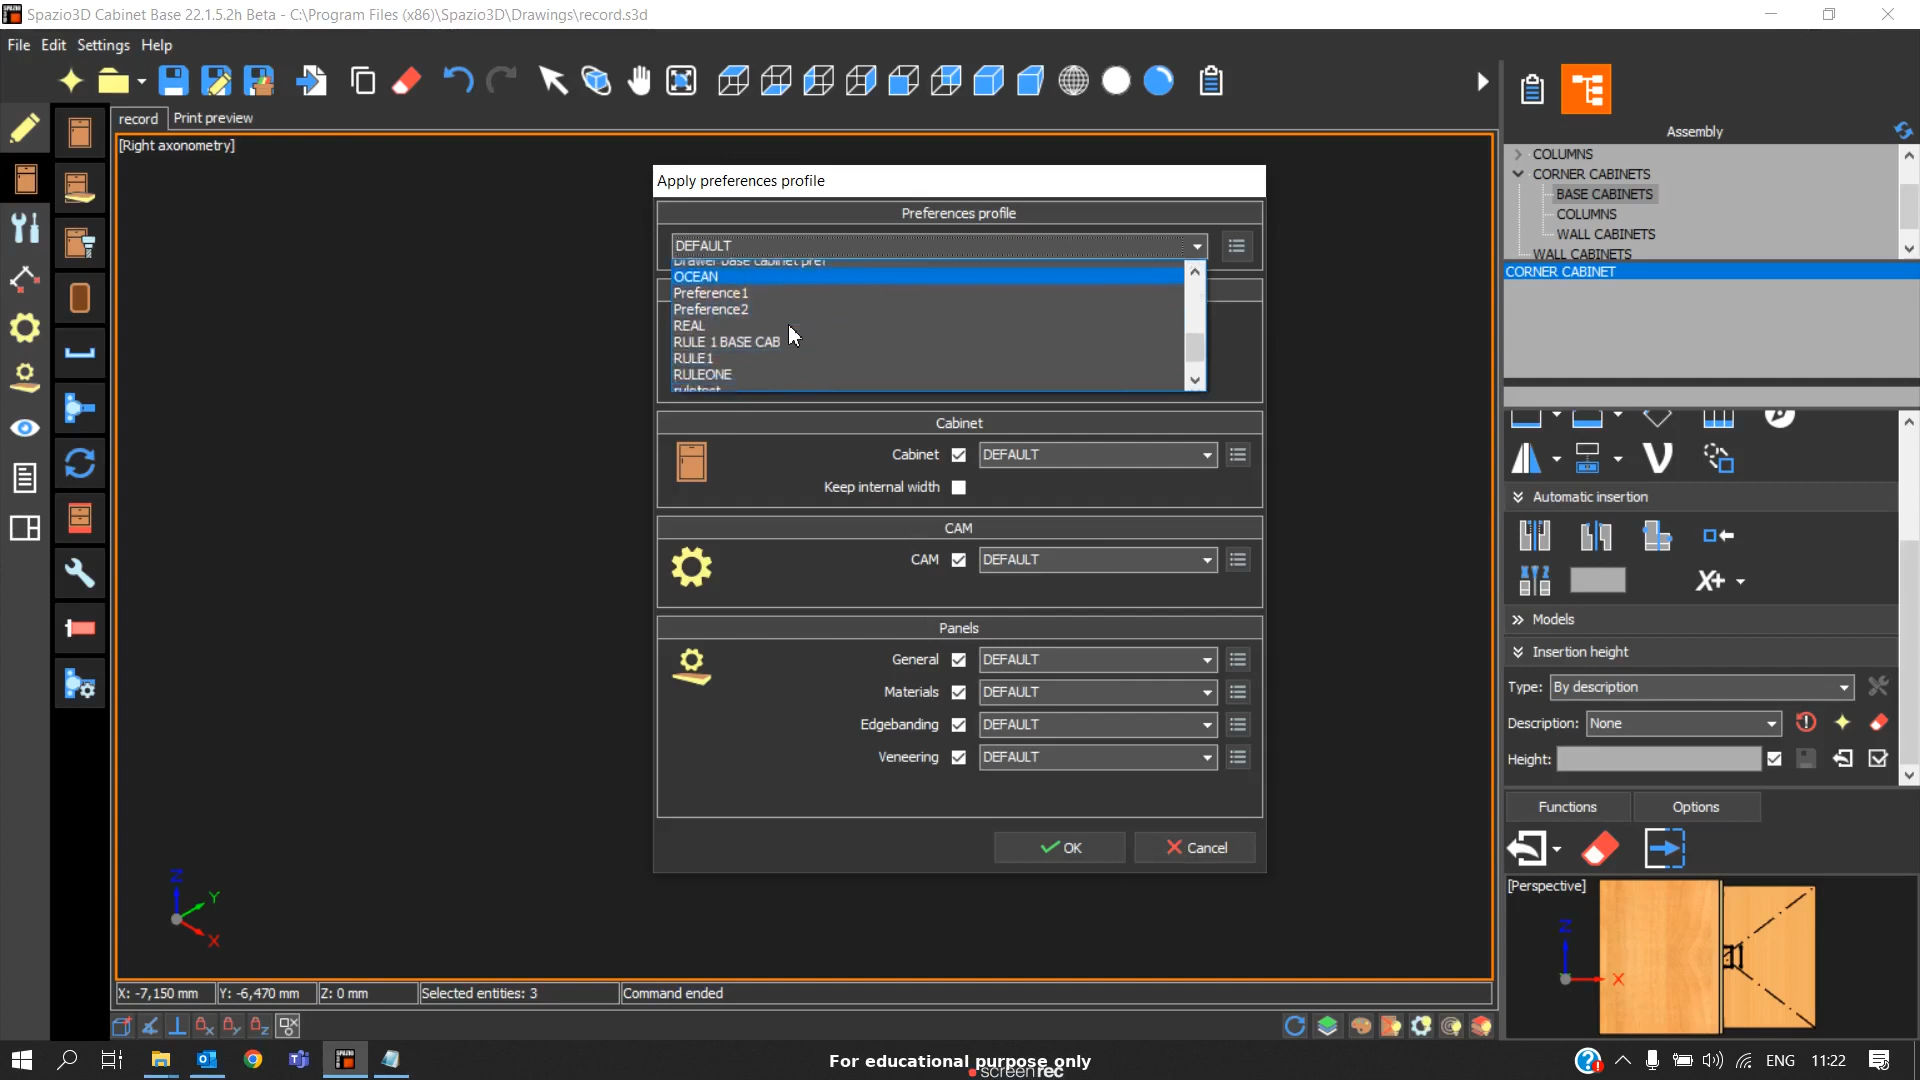 Spazio3D Cabinet Base 22.1.5.2h Beta - C:\Program Files (x86)\Spazio3D\Drawings\record.s3d
File Edit Settings Help
record Print preview
[Right axonometry]
Apply preferences profile
Preferences profile
DEFAULT
Drawer base cabinet pref
OCEAN
Preference1
Preference2
REAL
RULE 1 BASE CAB
RULE1
RULEONE
ruletest
Cabinet
Cabinet DEFAULT
Keep internal width
CAM
CAM DEFAULT
Panels
General DEFAULT
Materials DEFAULT
Edgebanding DEFAULT
Veneering DEFAULT
OK Cancel
Assembly
COLUMNS
CORNER CABINETS
BASE CABINETS
COLUMNS
WALL CABINETS
WALL CABINETS
CORNER CABINET
Automatic insertion
X+
Models
Insertion height
Type: By description
Description: None
Height:
Functions Options
[Perspective]
Z
X
Z
Y
X
X: -7,150 mm Y: -6,470 mm Z: 0 mm Selected entities: 3 Command ended
For educational purpose only
screenrec
ENG 11:22